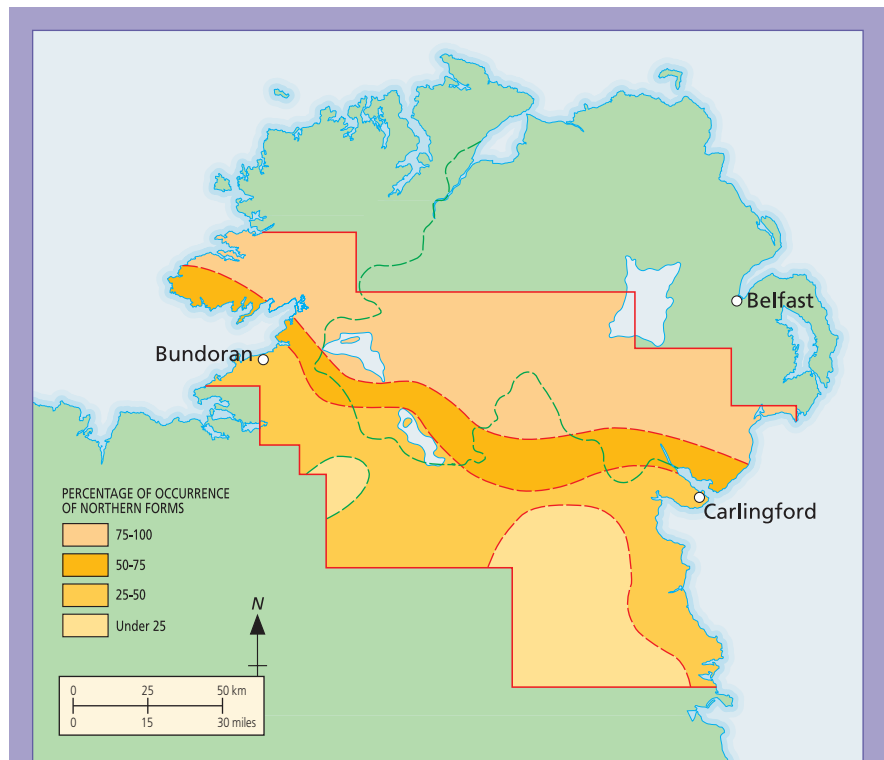 Belfast
Bundoran
Carlingford
PERCENTAGE OF OCCURRENCE
OF NORTHERN FORMS
75-100
50-75
25-50
Under 25
N
0 25 50 km
0 15 30 miles